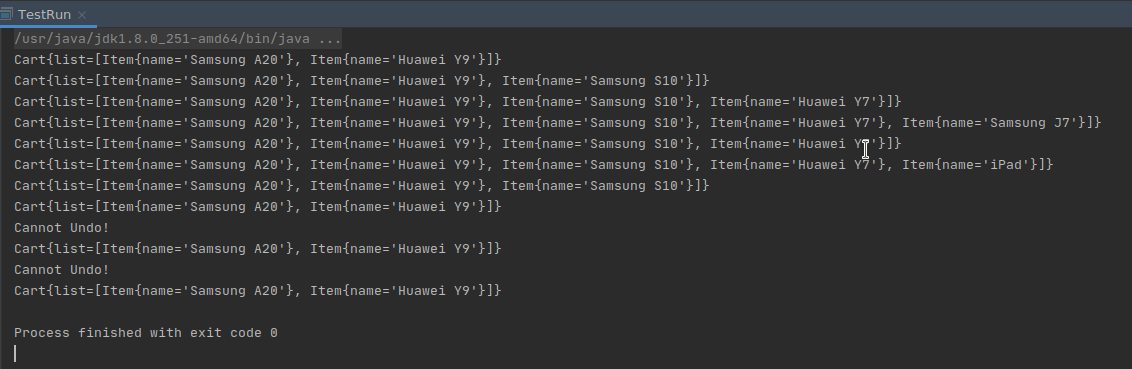 TestRun
/usr/java/jdk1.8.0_251-amd64/bin/java ...
Cart{list=[Item{name='Samsung A20'}, Item{name='Huawei Y9'}]}
Cart{list=[Item{name='Samsung A20'}, Item{name='Huawei Y9'}, Item{name='Samsung S10'}]}
Cart{list=[Item{name='Samsung A20'}, Item{name='Huawei Y9'}, Item{name='Samsung S10'}, Item{name='Huawei Y7'}]}
Cart{list=[Item{name='Samsung A20'}, Item{name='Huawei Y9'}, Item{name='Samsung S10'}, Item{name='Huawei Y7'}, Item{name='Samsung J7'}]}
Cart{list=[Item{name='Samsung A20'}, Item{name='Huawei Y9'}, Item{name='Samsung S10'}, Item{name='Huawei Y7'}]}
Cart{list=[Item{name='Samsung A20'}, Item{name='Huawei Y9'}, Item{name='Samsung S10'}, Item{name='Huawei Y7'}, Item{name='iPad'}]}
Cart{list=[Item{name='Samsung A20'}, Item{name='Huawei Y9'}, Item{name='Samsung S10'}]}
Cart{list=[Item{name='Samsung A20'}, Item{name='Huawei Y9'}]}
Cannot Undo!
Cart{list=[Item{name='Samsung A20'}, Item{name='Huawei Y9'}]}
Cannot Undo!
Cart{list=[Item{name='Samsung A20'}, Item{name='Huawei Y9'}]}
Process finished with exit code 0